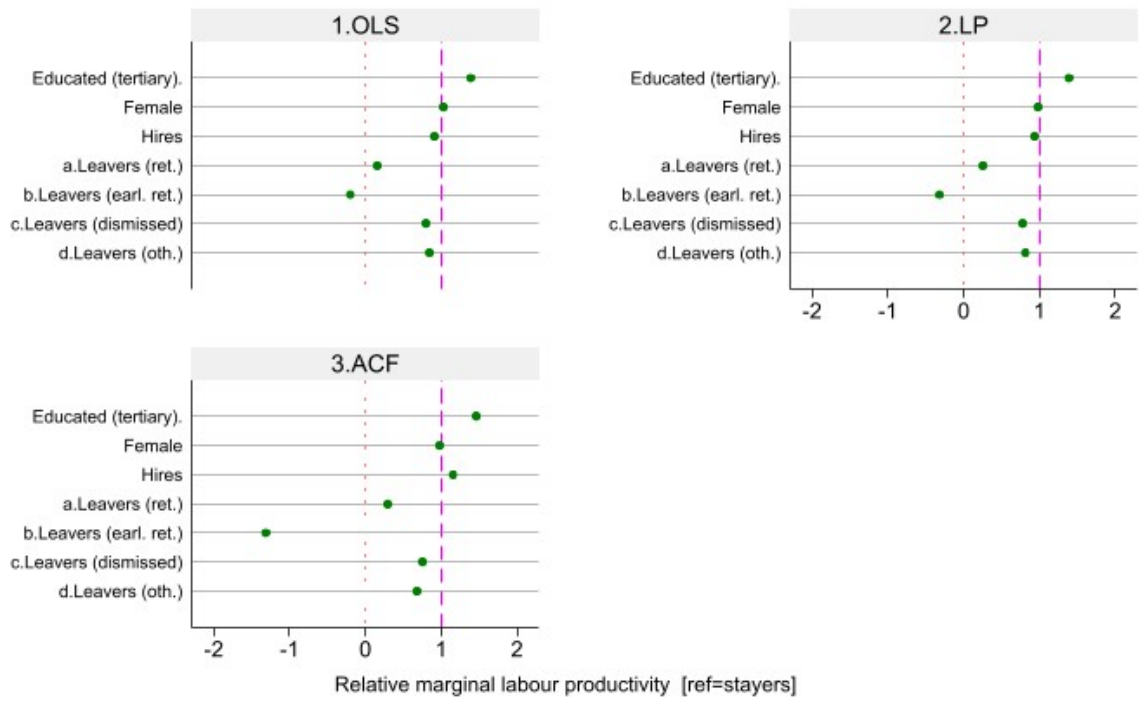 1.OLS
Educated (tertiary).
Female
Hires
a.Leavers (ret.)
b.Leavers (earl. ret.)
c.Leavers (dismissed)
d.Leavers (oth.)
2.LP
Educated (tertiary).
Female
Hires
a.Leavers (ret.)
b.Leavers (earl. ret.)
c.Leavers (dismissed)
d.Leavers (oth.)
-2 -1 0 1 2
3.ACF
Educated (tertiary).
Female
Hires
a.Leavers (ret.)
b.Leavers (earl. ret.)
c.Leavers (dismissed)
d.Leavers (oth.)
-2 -1 0 1 2
Relative marginal labour productivity [ref=stayers]